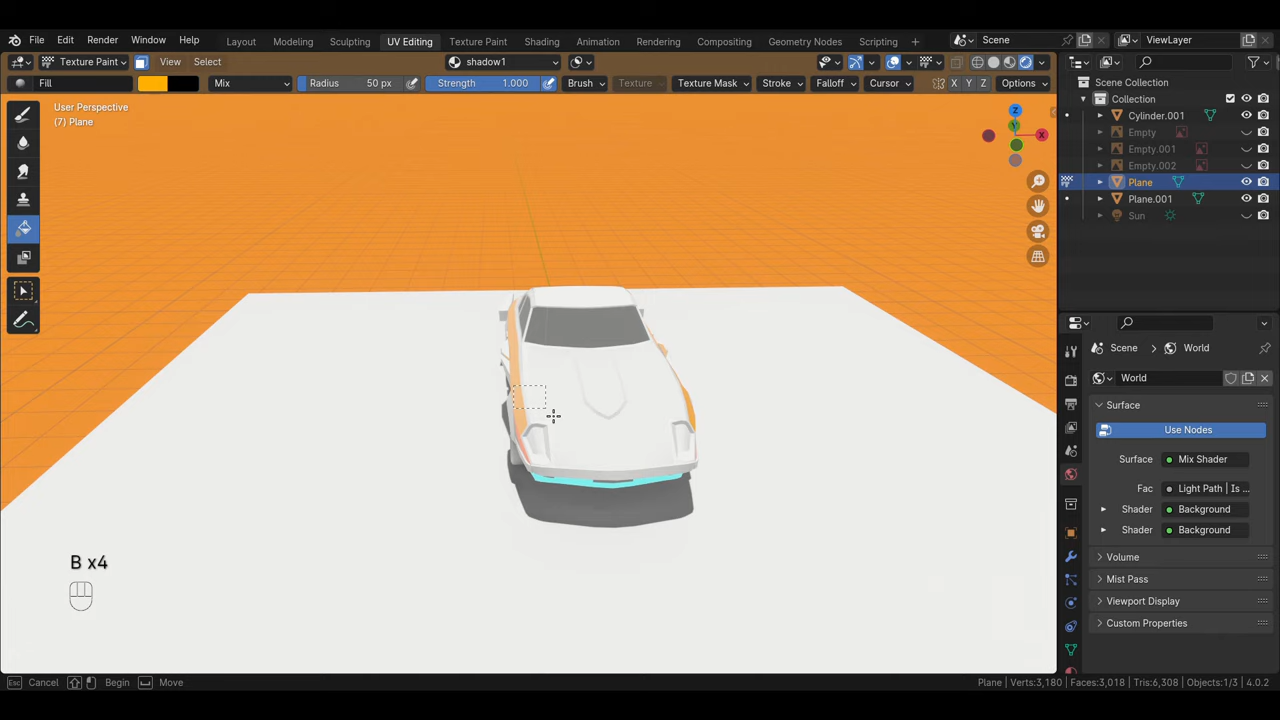 File Edit Render Window Help Layout Modeling Sculpting UV Editing Texture Paint Shading Animation Rendering Compositing Geometry Nodes Scripting + Scene ViewLayer
Texture Paint View Select shadow1
Fill Mix Radius 50 px Strength 1.000 Brush Texture Texture Mask Stroke Falloff Cursor X Y Z Options
User Perspective
(7) Plane
Z
Y
X
Scene Collection
Collection
Cylinder.001
Empty
Empty.001
Empty.002
Plane
Plane.001
Sun
Scene > World
World
Surface
Use Nodes
Surface Mix Shader
Fac Light Path | Is ...
Shader Background
Shader Background
Volume
Mist Pass
Viewport Display
Custom Properties
B x4
Esc Cancel Begin Move Plane | Verts:3,180 | Faces:3,018 | Tris:6,308 | Objects:1/3 | 4.0.2